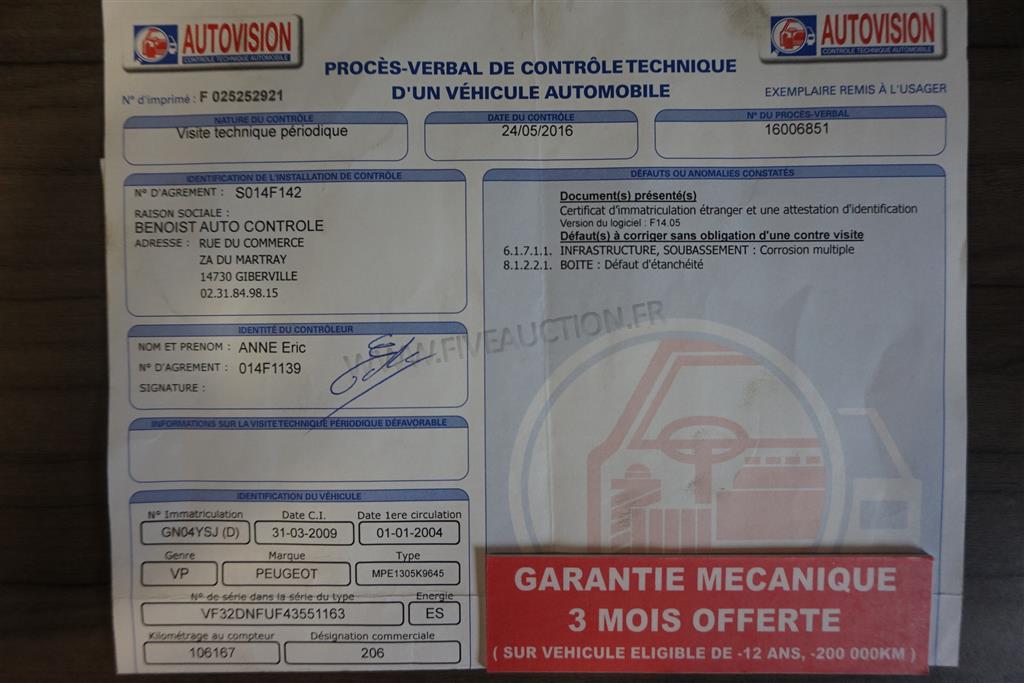 AUTOVISION
CONTROLE TECHNIQUE AUTOMOBILE
AUTOVISION
CONTROLE TECHNIQUE AUTOMOBILE
PROCÈS-VERBAL DE CONTRÔLE TECHNIQUE
D'UN VÉHICULE AUTOMOBILE
N° d'imprimé : F 025252921
EXEMPLAIRE REMIS À L'USAGER
NATURE DU CONTRÔLE
Visite technique périodique
DATE DU CONTRÔLE
24/05/2016
N° DU PROCÈS-VERBAL
16006851
IDENTIFICATION DE L'INSTALLATION DE CONTRÔLE
N° D'AGREMENT : S014F142
RAISON SOCIALE :
BENOIST AUTO CONTROLE
ADRESSE : RUE DU COMMERCE
ZA DU MARTRAY
14730 GIBERVILLE
02.31.84.98.15
DÉFAUTS OU ANOMALIES CONSTATÉS
Document(s) présenté(s)
Certificat d'immatriculation étranger et une attestation d'identification
Version du logiciel : F14.05
Défaut(s) à corriger sans obligation d'une contre visite
6.1.7.1.1. INFRASTRUCTURE, SOUBASSEMENT : Corrosion multiple
8.1.2.2.1. BOITE : Défaut d'étanchéité
IDENTITÉ DU CONTRÔLEUR
NOM ET PRENOM : ANNE Eric
N° D'AGREMENT : 014F1139
SIGNATURE :
WWW.FIVEAUCTION.FR
INFORMATIONS SUR LA VISITE TECHNIQUE PÉRIODIQUE DÉFAVORABLE
IDENTIFICATION DU VÉHICULE
N° Immatriculation Date C.I. Date 1ere circulation
GN04YSJ (D) 31-03-2009 01-01-2004
Genre Marque Type
VP PEUGEOT MPE1305K9645
N° de série dans la série du type Energie
VF32DNFUF43551163 ES
Kilométrage au compteur Désignation commerciale
106167 206
GARANTIE MECANIQUE
3 MOIS OFFERTE
( SUR VEHICULE ELIGIBLE DE -12 ANS, -200 000KM )